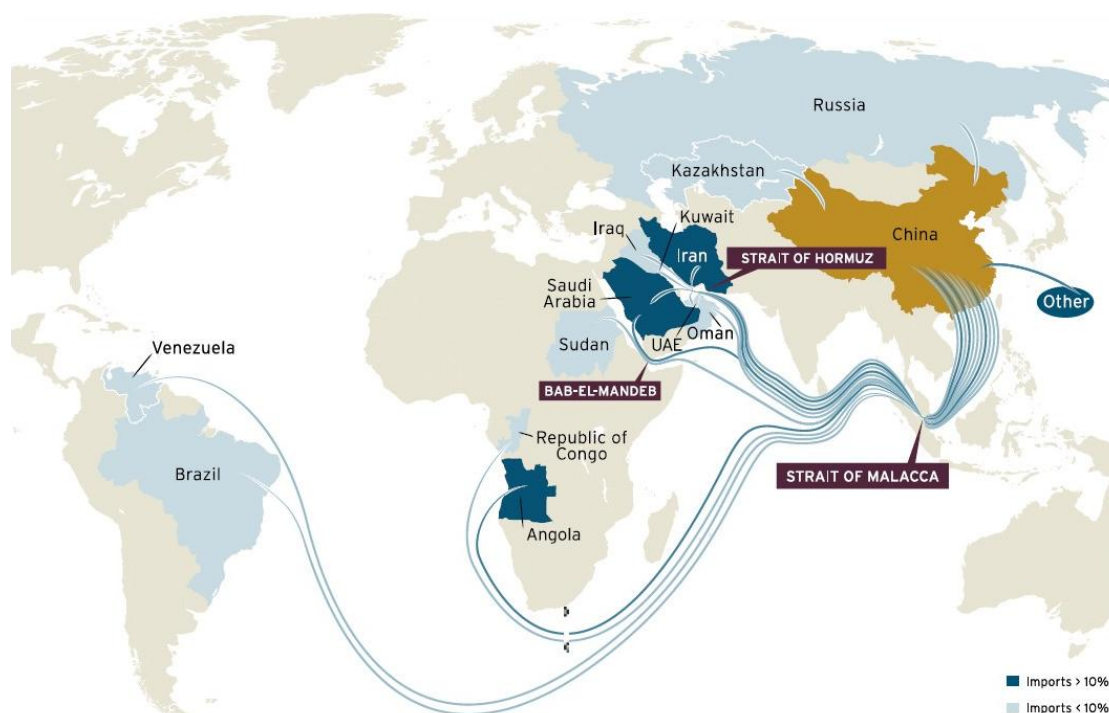 Russia
Kazakhstan
Kuwait
Iraq
China
Iran
STRAIT OF HORMUZ
Saudi
Arabia
Other
Oman
UAE
Sudan
Venezuela
BAB-EL-MANDEB
Republic of
Congo
Brazil
STRAIT OF MALACCA
Angola
Imports > 10%
Imports < 10%